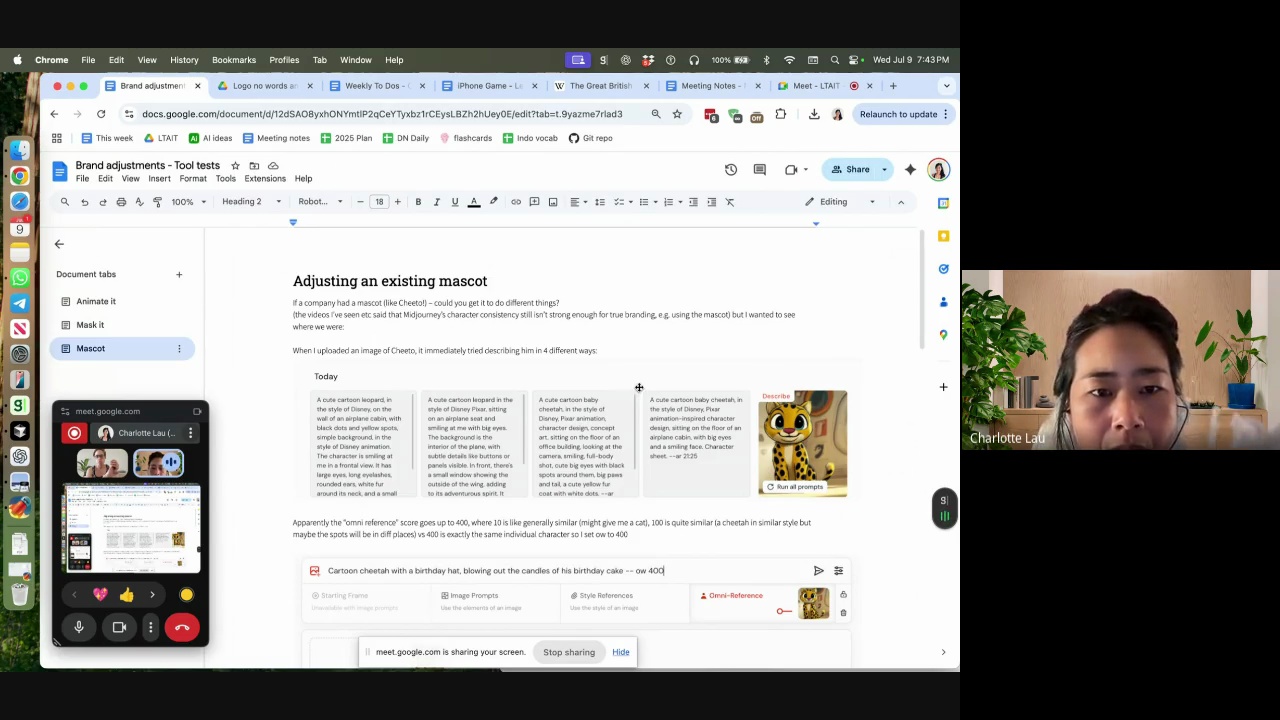 Chrome File Edit View History Bookmarks Profiles Tab Window Help 100% Wed Jul 9 7:43 PM
Brand adjustments Logo no words an Weekly To Dos - iPhone Game - Le The Great British Meeting Notes - Meet - LTAIT
docs.google.com/document/d/12dSAO8yxhONYmtIP2qCeYTyxbz1rCEysLBZh2hUey0E/edit?tab=t.9yazme7rlad3 Off Relaunch to update
This week LTAIT AI ideas Meeting notes 2025 Plan DN Daily flashcards Indo vocab Git repo
Brand adjustments - Tool tests
Share
File Edit View Insert Format Tools Extensions Help
100% Heading 2 Robot... 18 B I U A Editing
Document tabs
Animate it
Mask it
Mascot
Adjusting an existing mascot
If a company had a mascot (like Cheeto!) – could you get it to do different things?
(the videos I've seen etc said that Midjourney's character consistency still isn't strong enough for true branding, e.g. using the mascot) but I wanted to see
where we were:
When I uploaded an image of Cheeto, it immediately tried describing him in 4 different ways:
Today
A cute cartoon leopard, in
the style of Disney, on the
wall of an airplane cabin, with
black dots and yellow spots,
simple background, in the
style of Disney animation.
The character is smiling at
me in a frontal view. It has
large eyes, long eyelashes,
rounded ears, white fur
around its neck, and a small
A cute cartoon leopard in
the style of Disney Pixar, sitting
on an airplane seat and
smiling at me with big eyes.
The background is the
interior of the plane, with
subtle details like buttons or
panels visible. In front, there's
a small window showing the
outside of the wing, adding
to its adventurous spirit. It
A cute cartoon baby
cheetah, in the style of
Disney, Pixar animation,
character design, concept
art, sitting on the floor of an
office building, looking at the
camera, smiling, full-body
shot, cute big eyes with black
spots around them, big paws
and tail, a cute yellow fur
coat with white dots. --ar
A cute cartoon baby cheetah,
in the style of Disney, Pixar
animation-inspired character
design, sitting on the floor of an
airplane cabin, with big eyes
and a smiling face. Character
sheet. --ar 21:25
Describe
Run all prompts
Apparently the "omni reference" score goes up to 400, where 10 is like generally similar (might give me a cat), 100 is quite similar (a cheetah in similar style but
maybe the spots will be in diff places) vs 400 is exactly the same individual character so I set ow to 400
Cartoon cheetah with a birthday hat, blowing out the candles of his birthday cake -- ow 400
Starting Frame
Unavailable with image prompts
Image Prompts
Use the elements of an image
Style References
Use the style of an image
Omni-Reference
meet.google.com is sharing your screen. Stop sharing Hide
meet.google.com
Charlotte Lau (...
Charlotte Lau